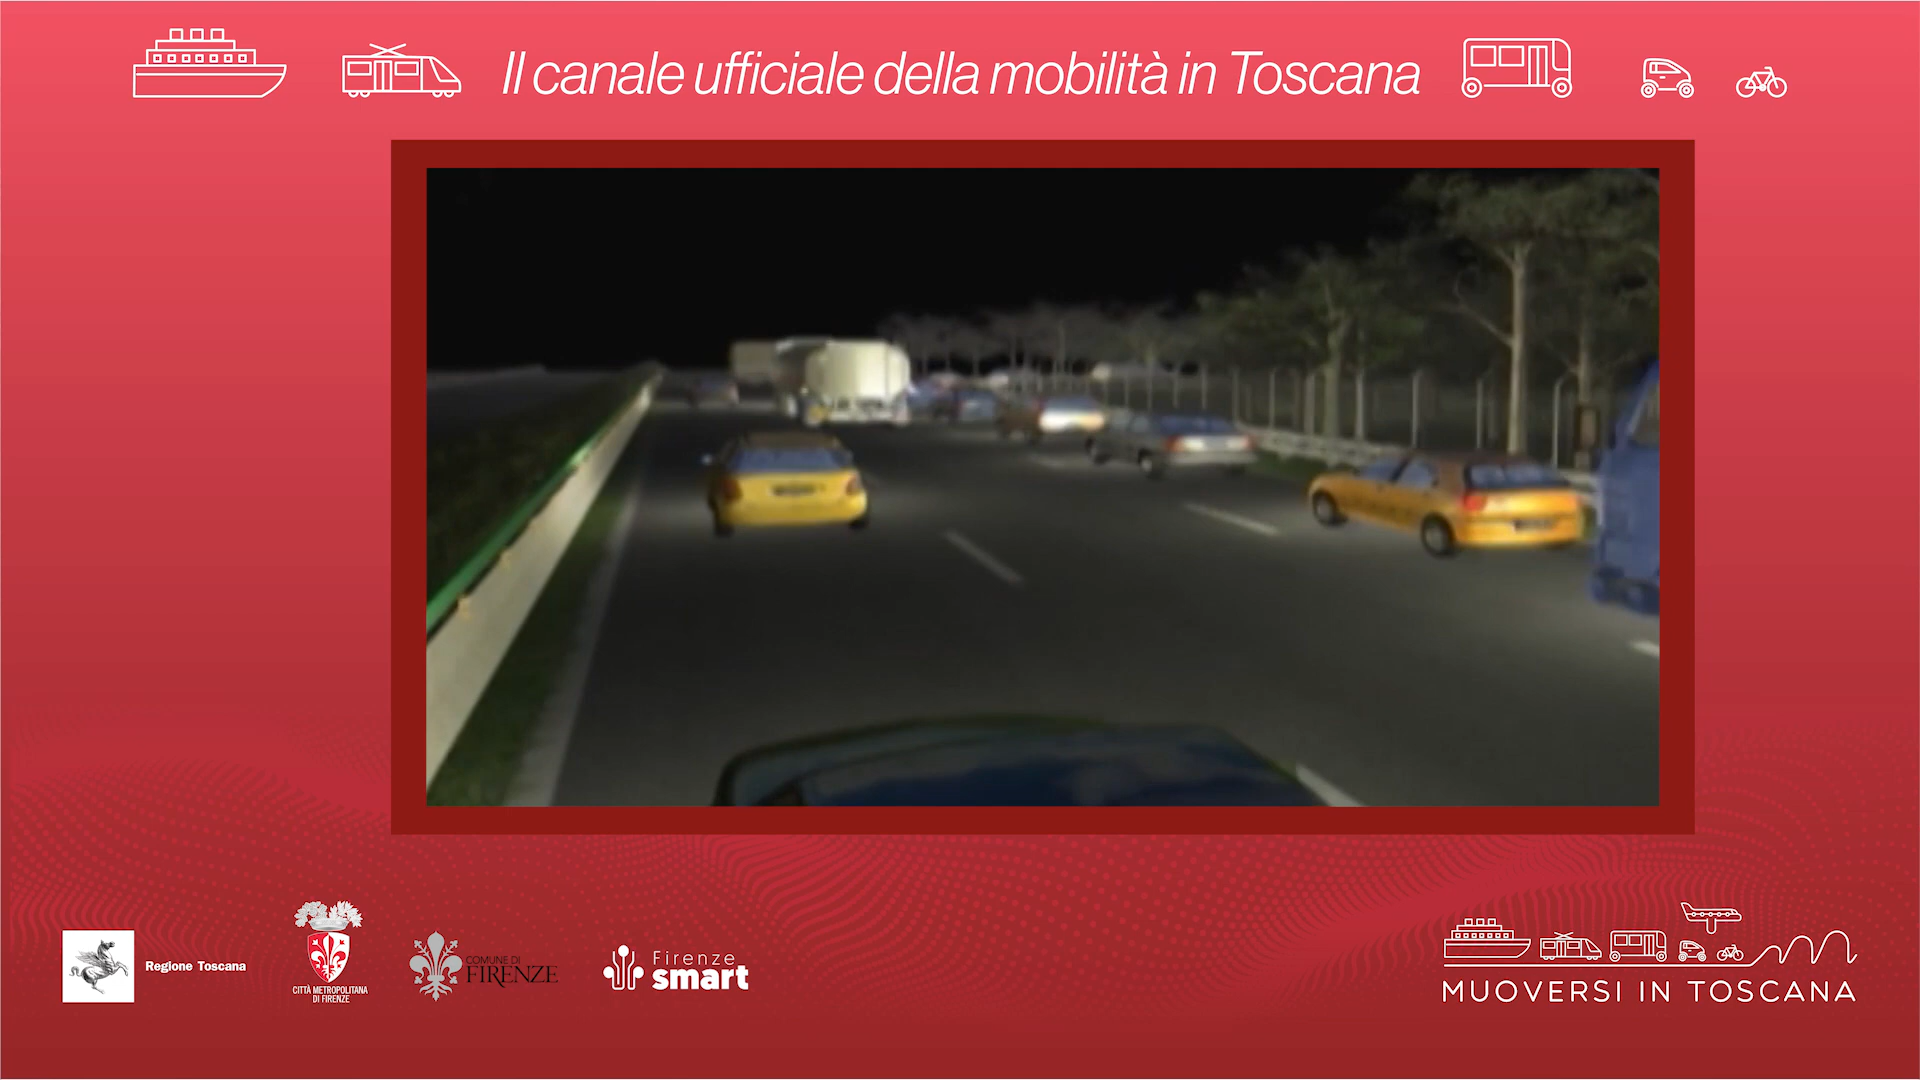 Il canale ufficiale della mobilità in Toscana
Regione Toscana
CITTÀ METROPOLITANA
DI FIRENZE
COMUNE DI
FIRENZE
Firenze
smart
MUOVERSI IN TOSCANA